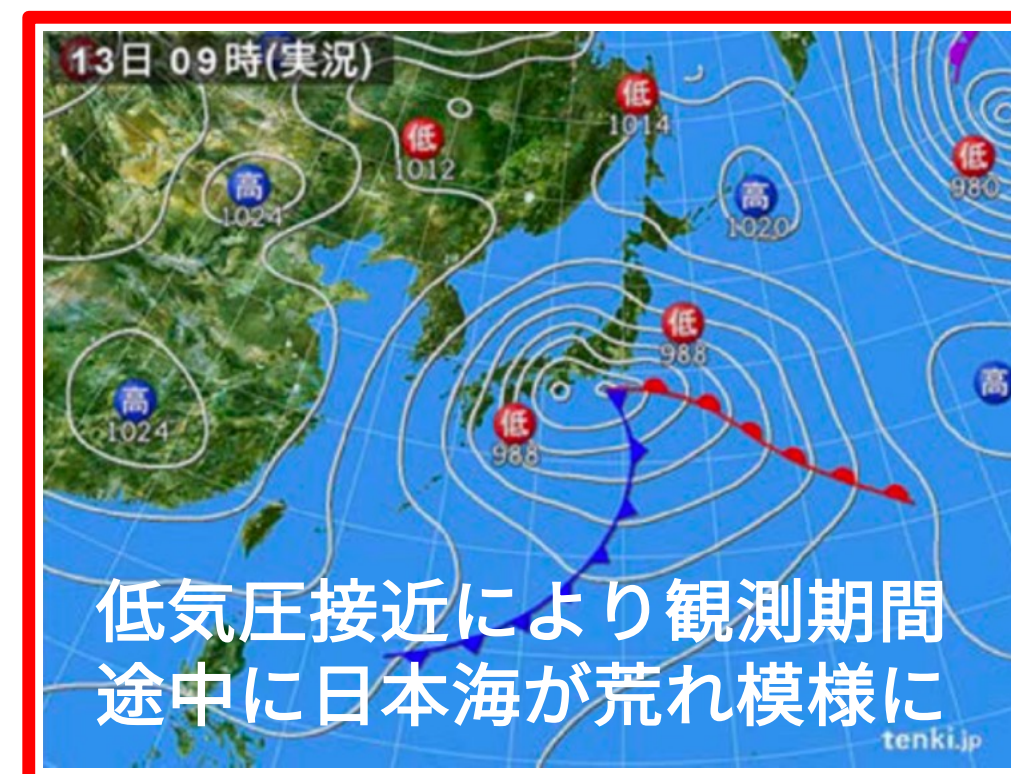 13日 09時(実況)
低
1014
低
1012
低
980
高
1024
高
1020
低
988
高
高
1024
低
988
低気圧接近により観測期間
途中に日本海が荒れ模様に
tenki.jp